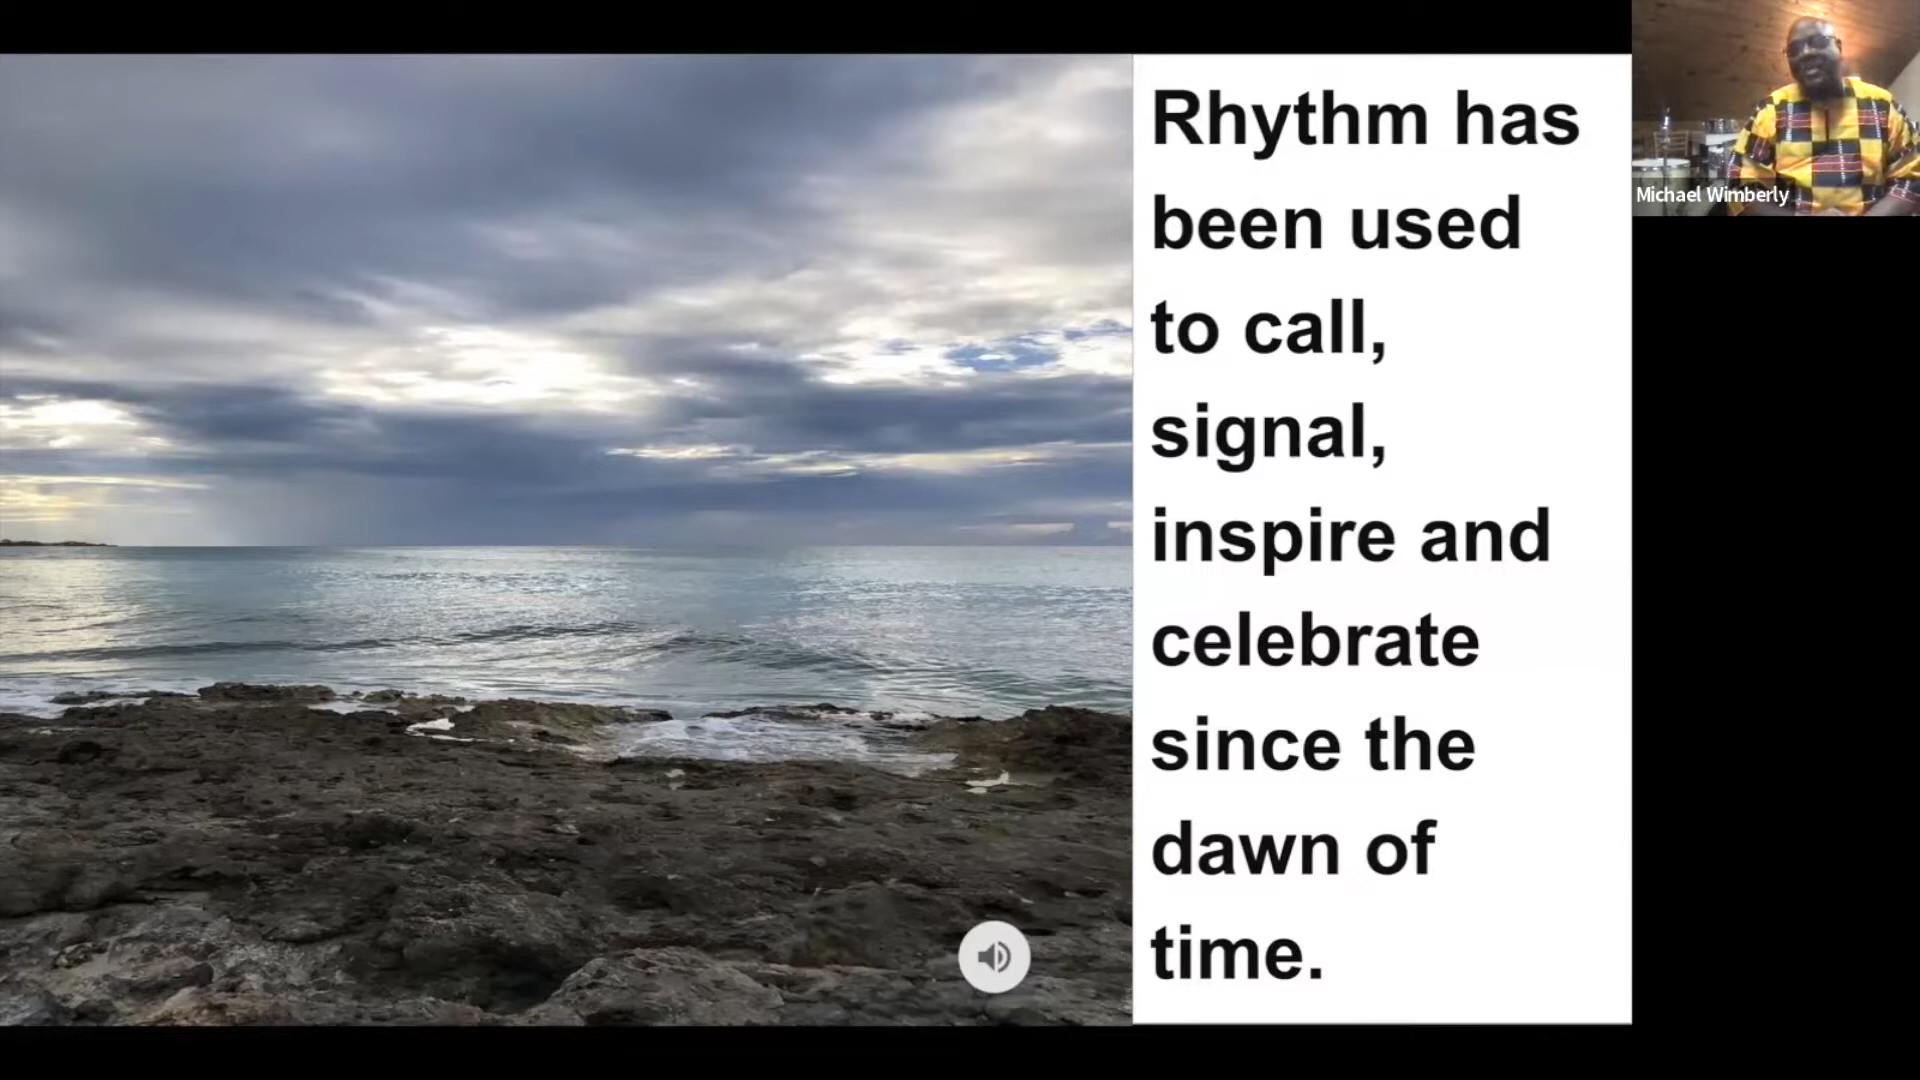 Rhythm has
been used
to call,
signal,
inspire and
celebrate
since the
dawn of
time.
Michael Wimberly